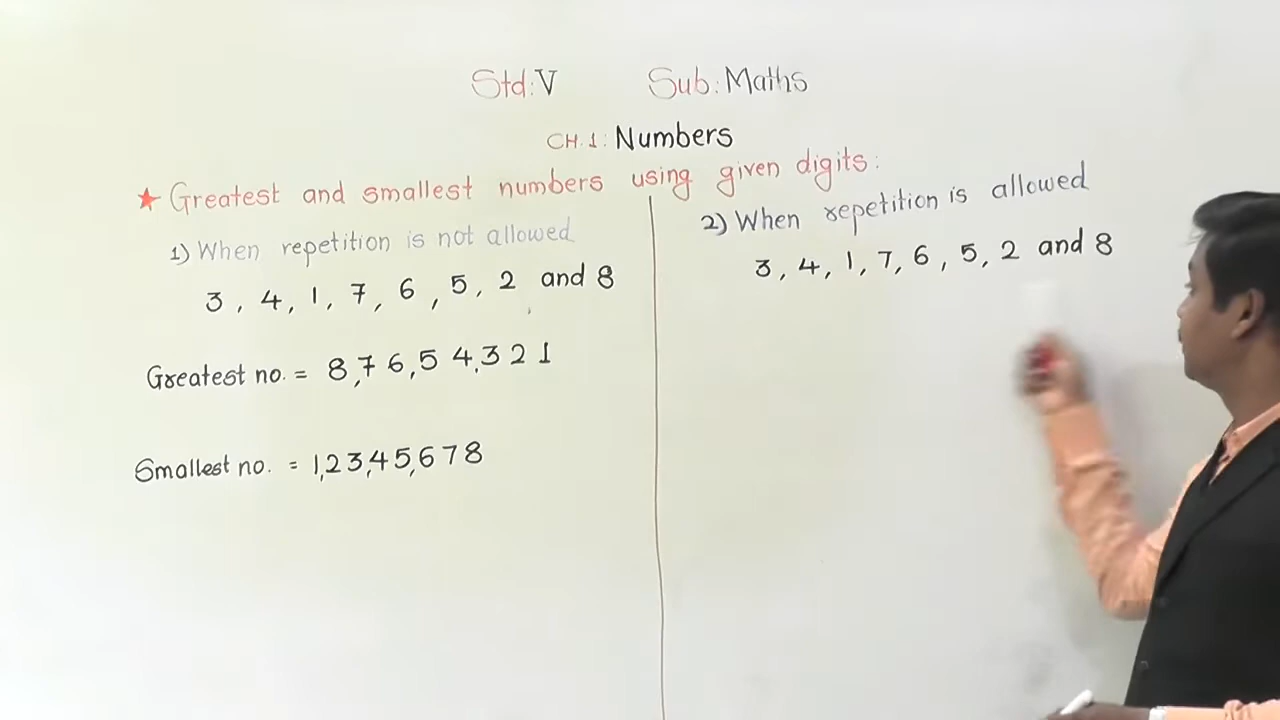 Std: V Sub: Maths
CH. 1: Numbers
★ Greatest and smallest numbers using given digits:
1) When repetition is not allowed
3, 4, 1, 7, 6, 5, 2 and 8
Greatest no. = 8,76,54,321
Smallest no. = 1,23,45,678
2) When repetition is allowed
3, 4, 1, 7, 6, 5, 2 and 8